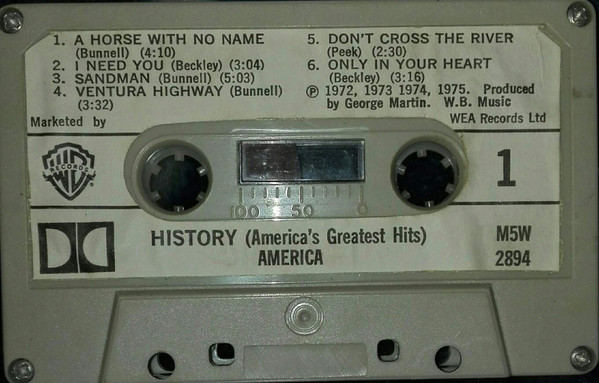 1. A HORSE WITH NO NAME
(Bunnell) (4:10)
2. I NEED YOU (Beckley) (3:04)
3. SANDMAN (Bunnell) (5:03)
4. VENTURA HIGHWAY (Bunnell)
(3:32)
5. DON'T CROSS THE RIVER
(Peek) (2:30)
6. ONLY IN YOUR HEART
(Beckley) (3:16)
℗ 1972, 1973 1974, 1975. Produced
by George Martin. W.B. Music
Marketed by
WEA Records Ltd
WB
RECORDS
1
100 50 0
HISTORY (America's Greatest Hits)
AMERICA
M5W
2894